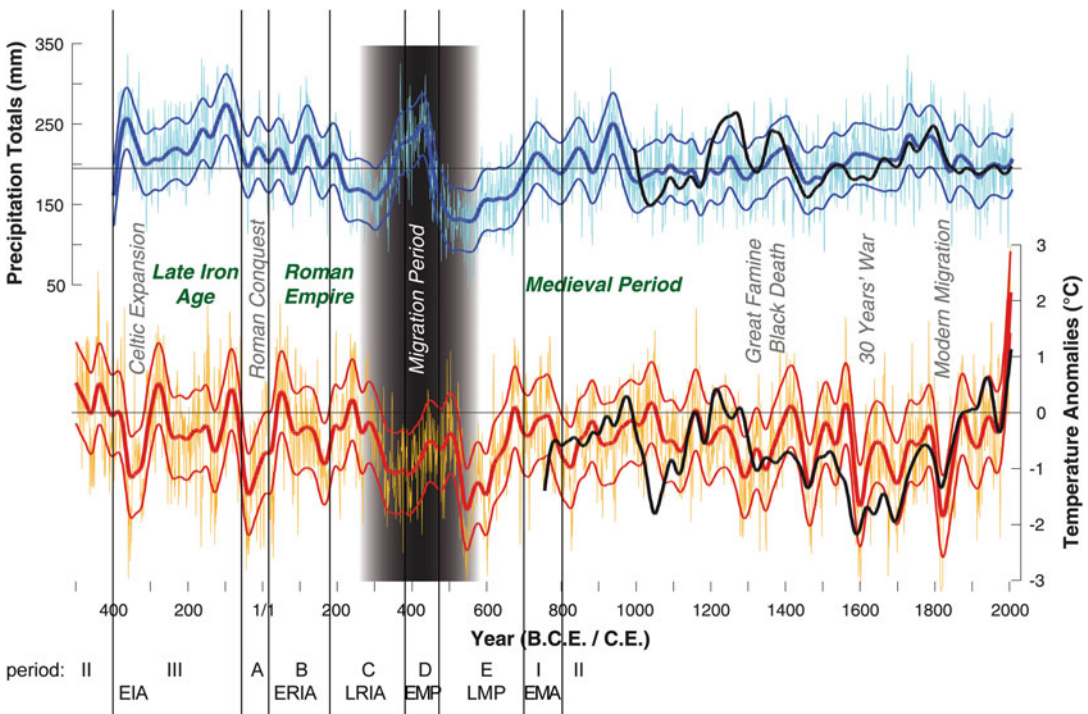 Precipitation Totals (mm)
350
250
150
50
Celtic Expansion
Late Iron
Age
Roman Conquest
Roman
Empire
Migration Period
Medieval Period
Great Famine
Black Death
30 Years' War
Modern Migration
3
2
1
0
-1
-2
-3
Temperature Anomalies (°C)
400 200 1/1 200 400 600 800 1000 1200 1400 1600 1800 2000
Year (B.C.E. / C.E.)
period: II III A B C D E I II
EIA ERIA LRIA EMP LMP EMA